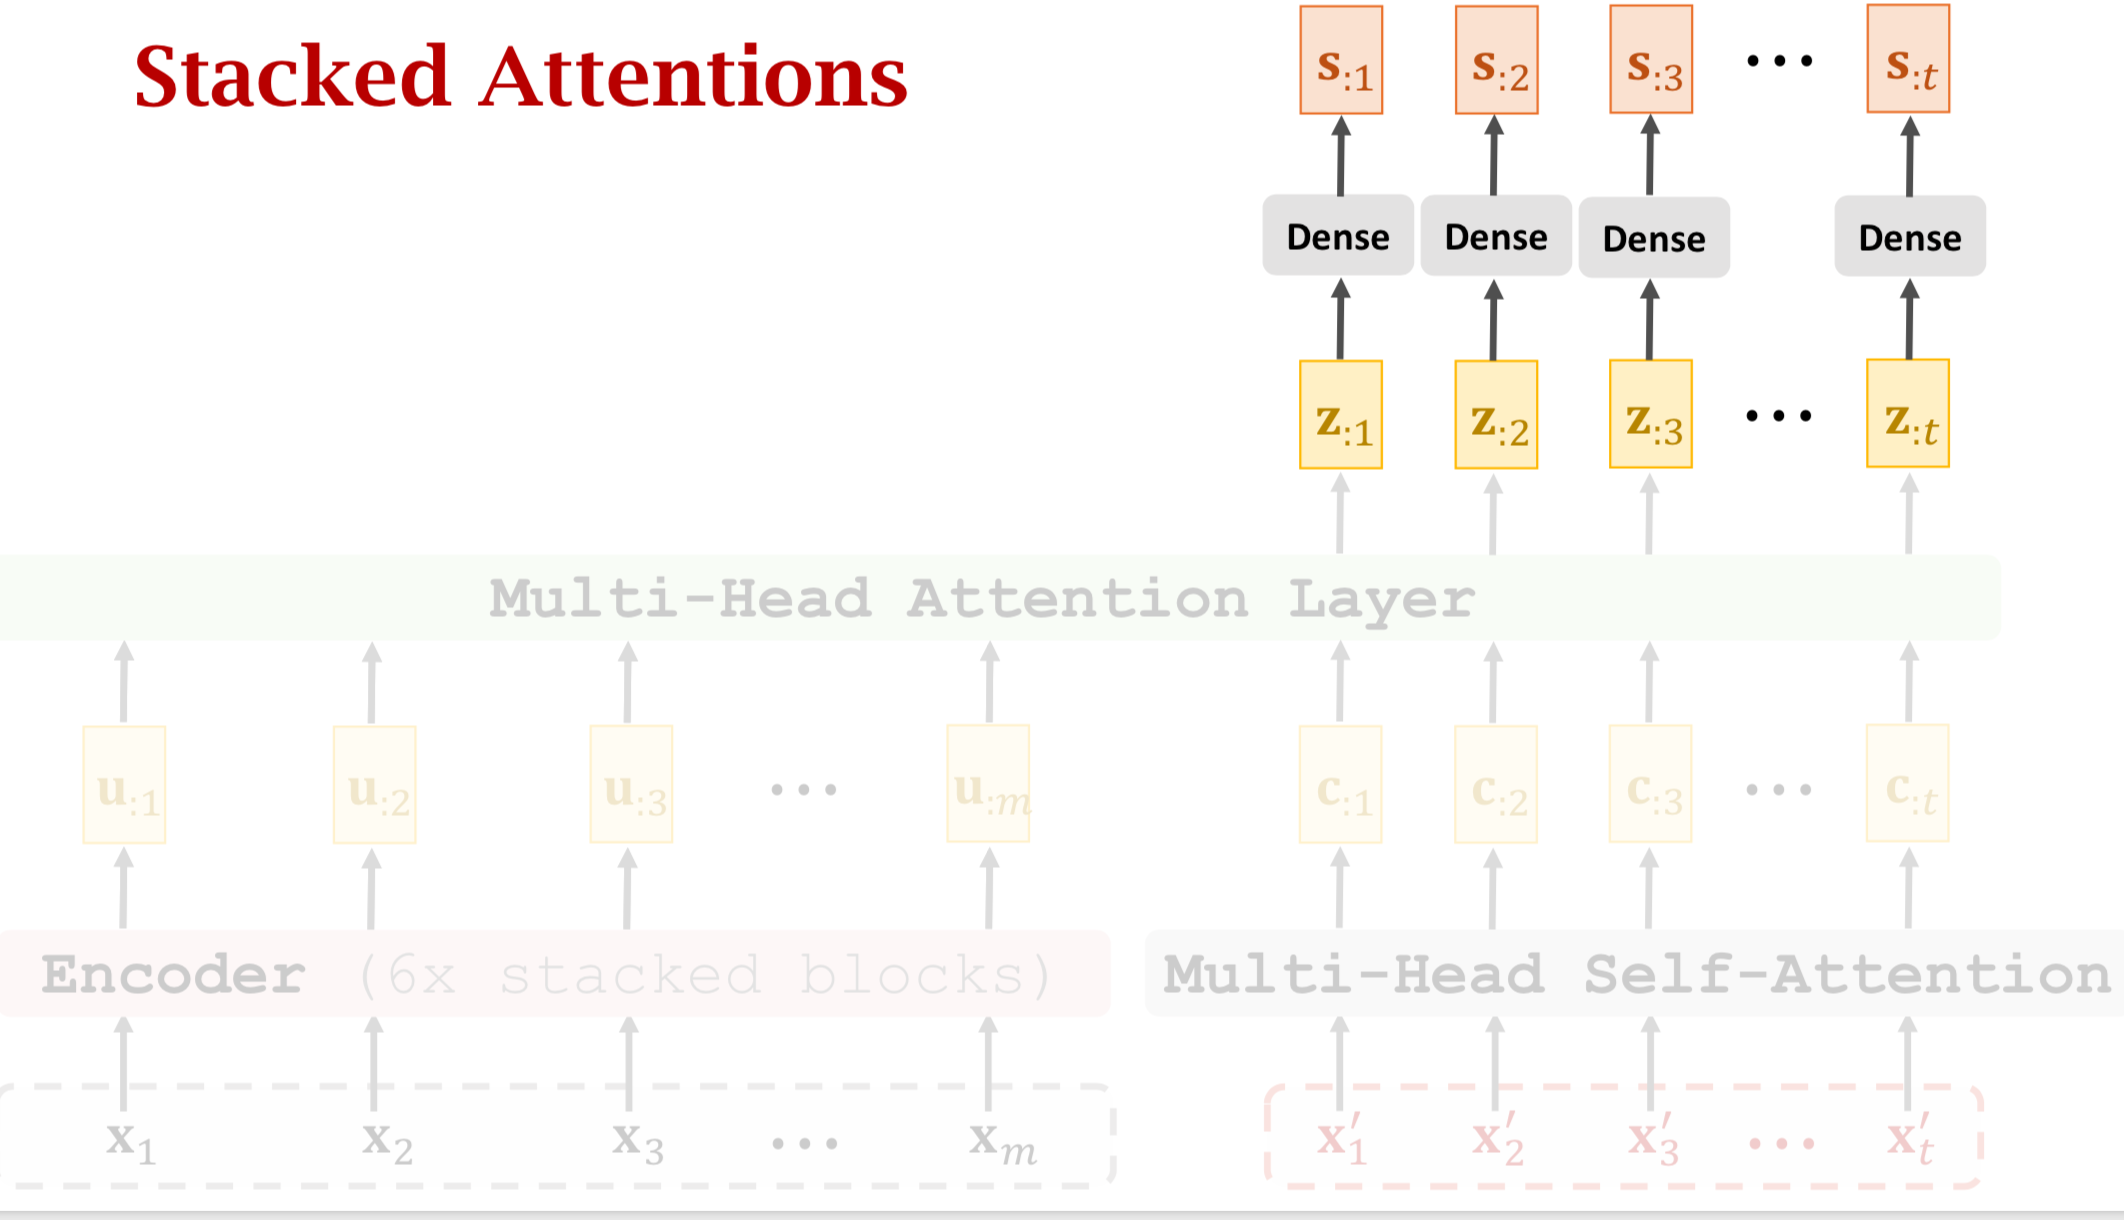 Stacked Attentions
s:1 s:2 s:3 ... s:t
Dense Dense Dense Dense
z:1 z:2 z:3 ... z:t
Multi-Head Attention Layer
u:1 u:2 u:3 ... u:m c:1 c:2 c:3 ... c:t
Encoder (6x stacked blocks) Multi-Head Self-Attention
x1 x2 x3 ... xm x′1 x′2 x′3 ... x′t